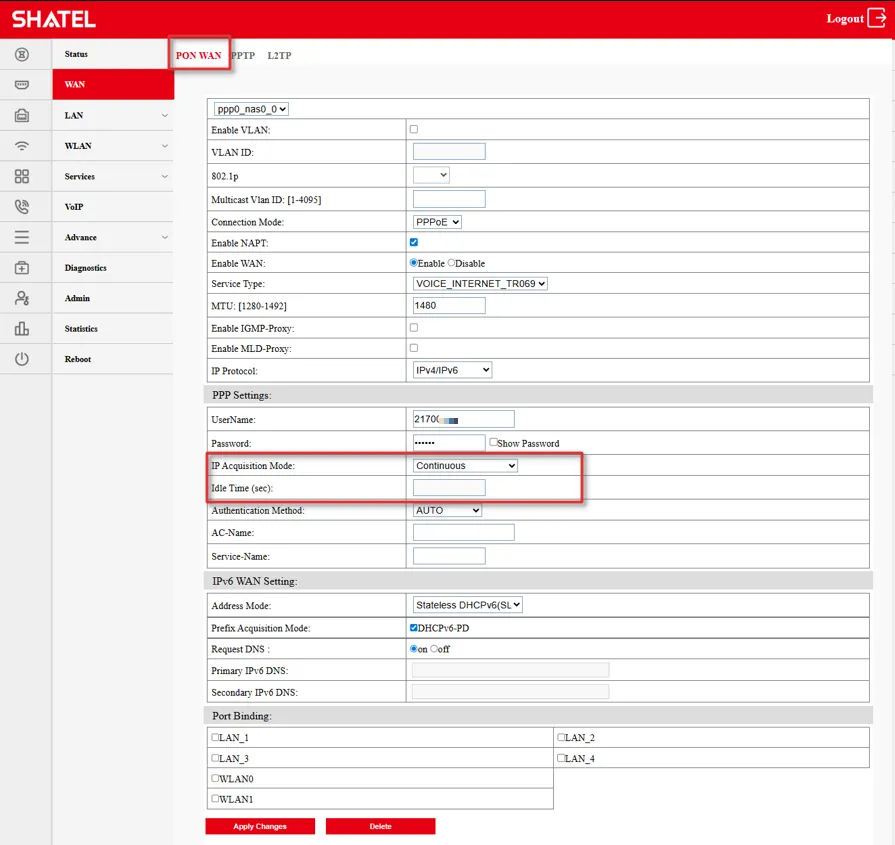 SHATEL
Logout
Status
WAN
LAN
WLAN
Services
VoIP
Advance
Diagnostics
Admin
Statistics
Reboot
PON WAN PPTP L2TP
ppp0_nas0_0
Enable VLAN:
VLAN ID:
802.1p
Multicast Vlan ID: [1-4095]
Connection Mode: PPPoE
Enable NAPT:
Enable WAN: Enable Disable
Service Type: VOICE_INTERNET_TR069
MTU: [1280-1492] 1480
Enable IGMP-Proxy:
Enable MLD-Proxy:
IP Protocol: IPv4/IPv6
PPP Settings:
UserName: 2170
Password: •••••• Show Password
IP Acquisition Mode: Continuous
Idle Time (sec):
Authentication Method: AUTO
AC-Name:
Service-Name:
IPv6 WAN Setting:
Address Mode: Stateless DHCPv6(SL
Prefix Acquisition Mode: DHCPv6-PD
Request DNS : on off
Primary IPv6 DNS:
Secondary IPv6 DNS:
Port Binding:
LAN_1 LAN_2
LAN_3 LAN_4
WLAN0
WLAN1
Apply Changes Delete